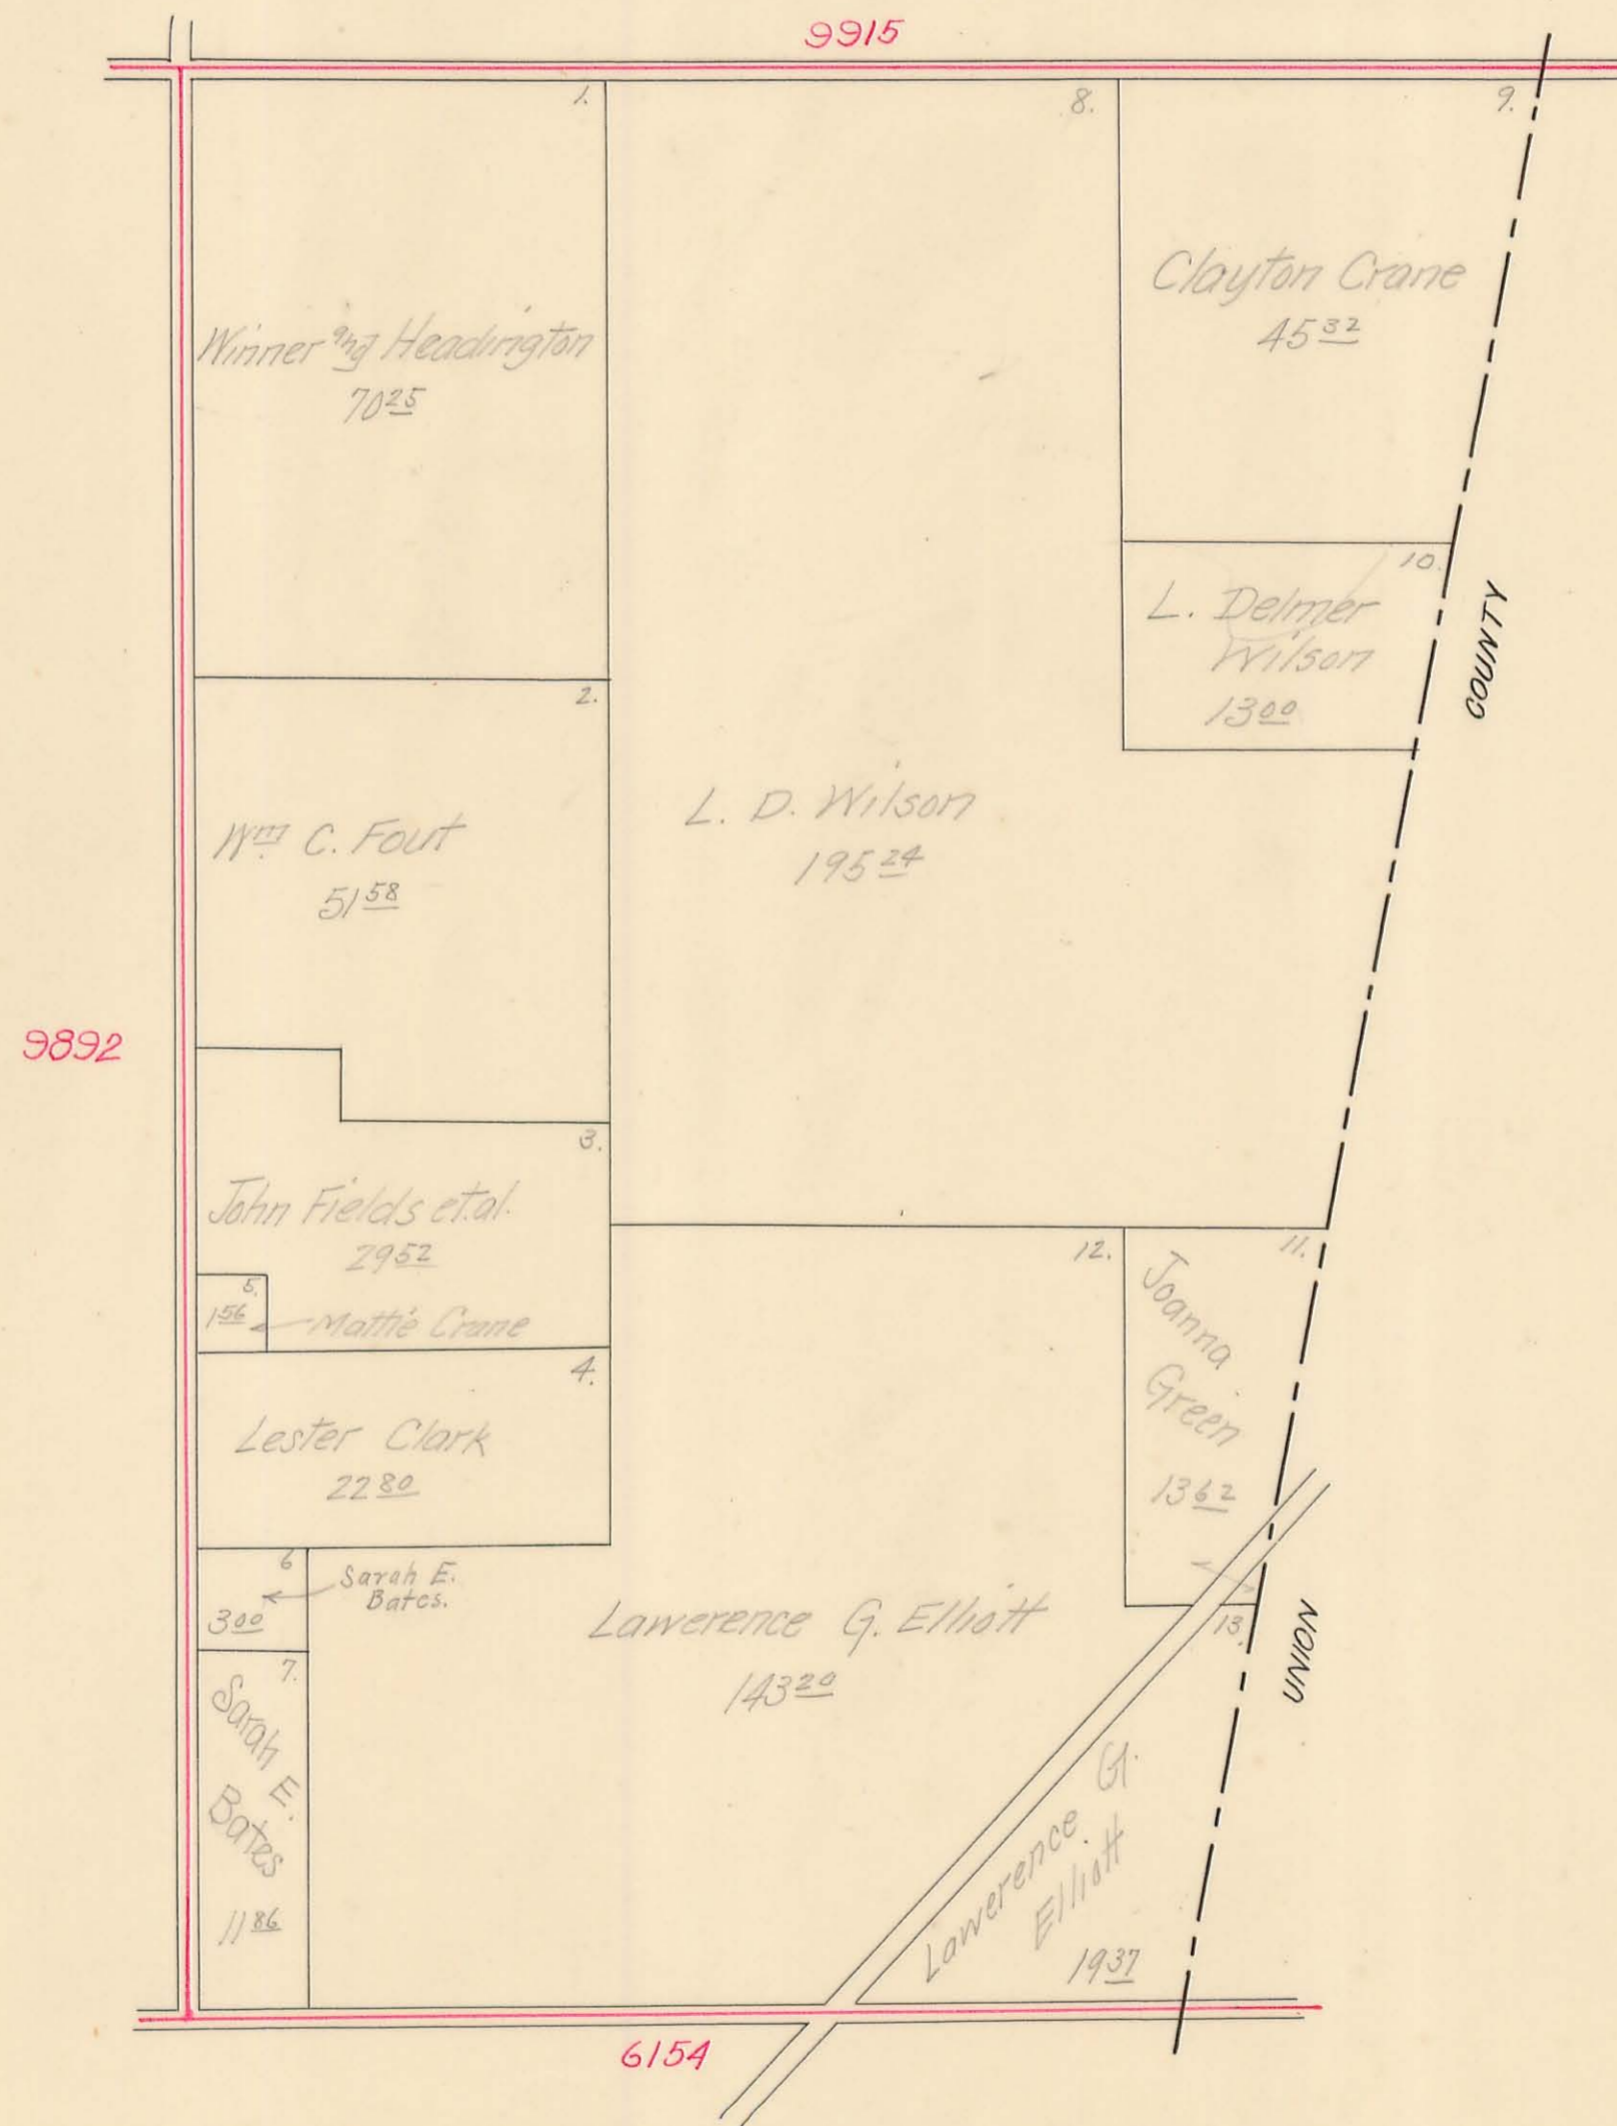 9915
1.
8.
9.
Clayton Crane
45 32
Winner and Headington
70 25
10.
L. Delmer
Wilson
13 00
COUNTY
2.
L. D. Wilson
195 24
Wm. C. Fout
51 58
9892
3.
John Fields et.al.
29 52
12.
11.
Joanna
Green
13 62
5.
1 56
Mattie Crane
4.
Lester Clark
22 80
6
Sarah E.
Bates.
3 00
Lawerence G. Elliott
143 20
13.
UNION
7.
Sarah E.
Bates
11 86
Lawerence G.
Elliott
19 37
6154